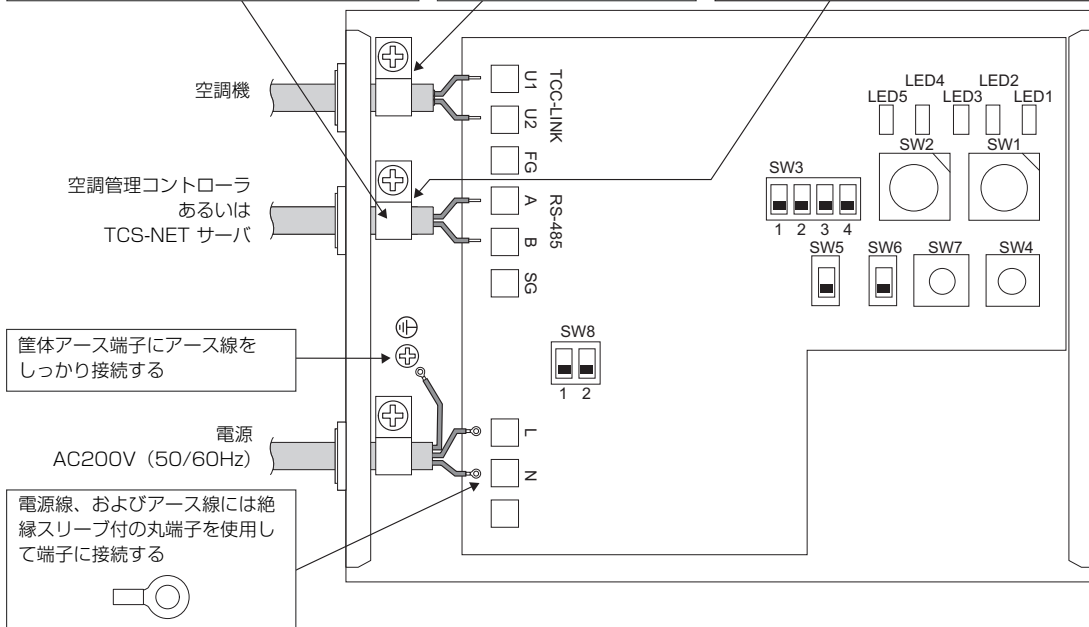 空調機
空調管理コントローラ
あるいは
TCS-NET サーバ
筐体アース端子にアース線を
しっかり接続する
電源
AC200V（50/60Hz）
電源線、およびアース線には絶
縁スリーブ付の丸端子を使用し
て端子に接続する
U1
U2
TCC-LINK
FG
A
B
RS-485
SG
L
N
SW8
1 2
LED4 LED2
LED5 LED3 LED1
SW2 SW1
SW3
1 2 3 4
SW5 SW6 SW7 SW4